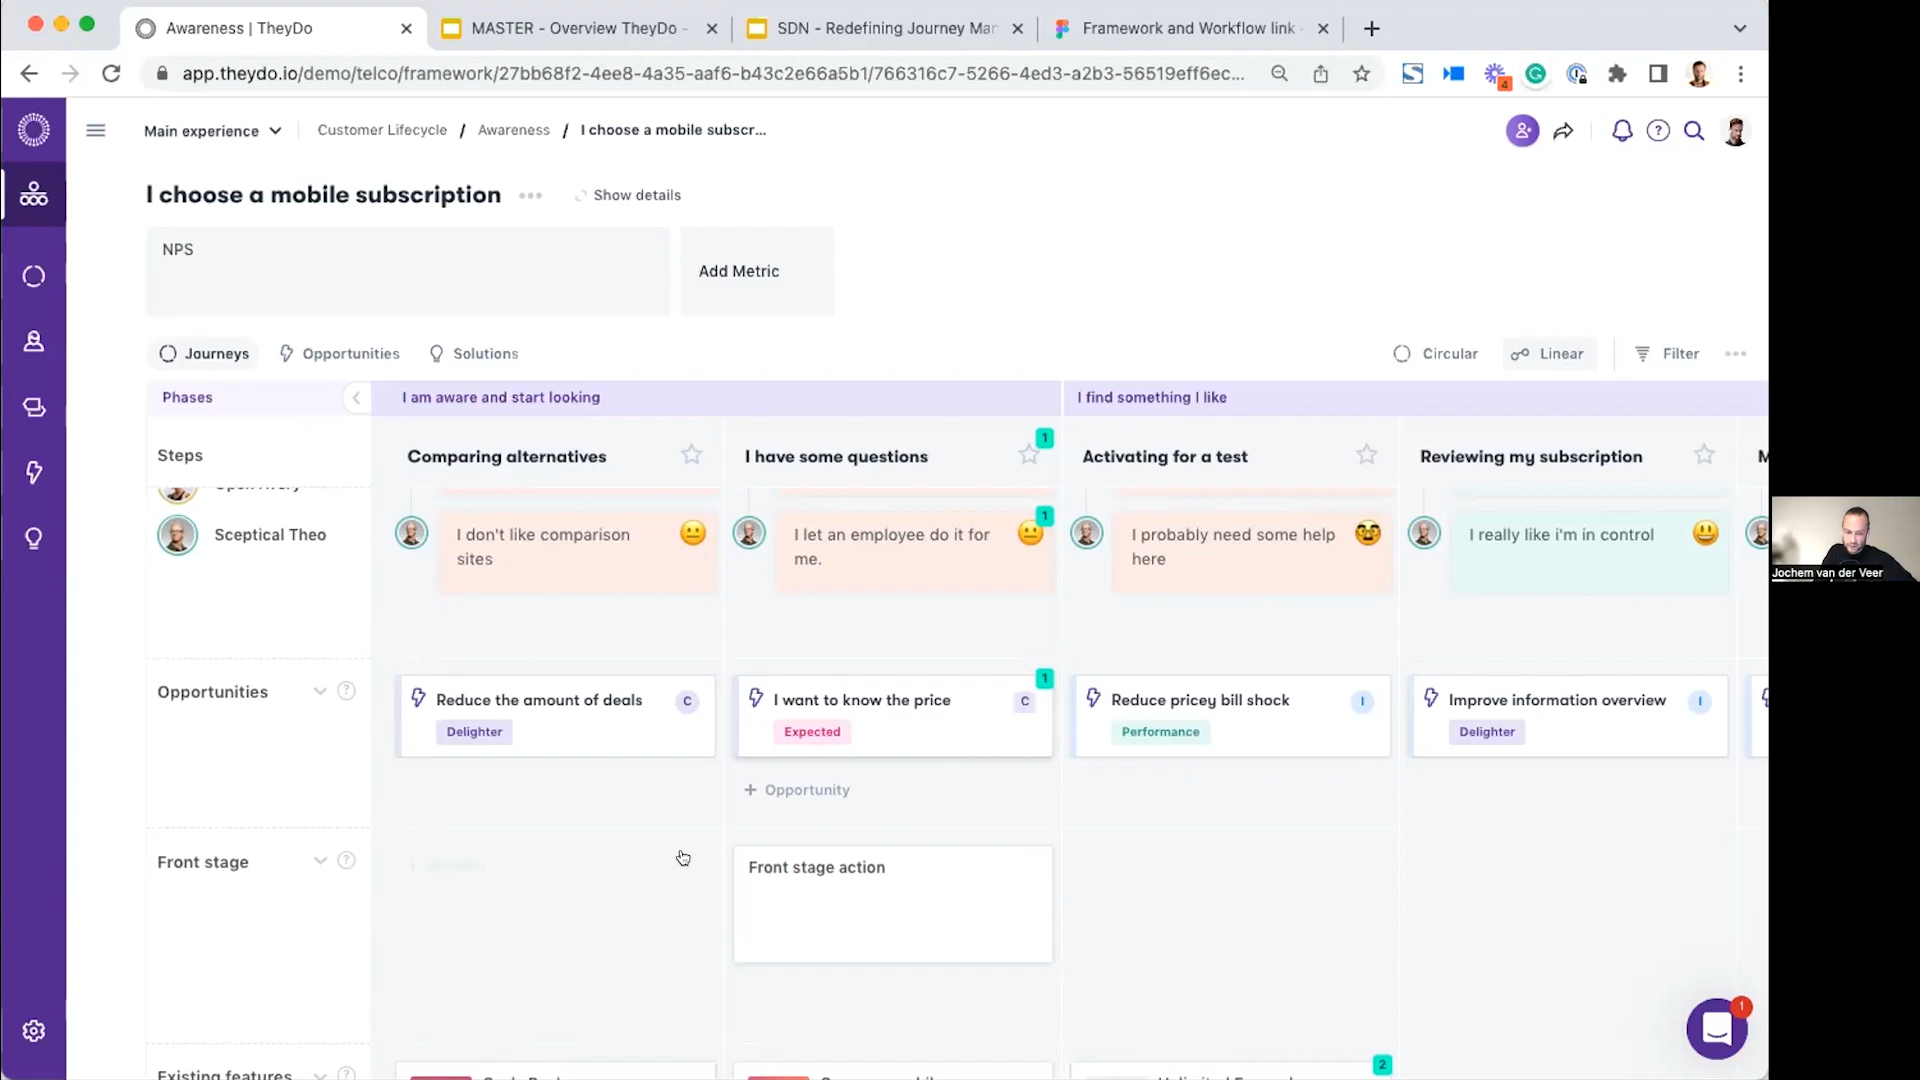 Awareness | TheyDo
MASTER - Overview TheyDo -
SDN - Redefining Journey Mar
Framework and Workflow link -
app.theydo.io/demo/telco/framework/27bb68f2-4ee8-4a35-aaf6-b43c2e66a5b1/766316c7-5266-4ed3-a2b3-56519eff6ec...
4
Main experience
Customer Lifecycle / Awareness / I choose a mobile subscr...
I choose a mobile subscription
Show details
NPS
Add Metric
Journeys
Opportunities
Solutions
Circular
Linear
Filter
Phases
I am aware and start looking
I find something I like
Steps
Comparing alternatives
I have some questions
1
Activating for a test
Reviewing my subscription
M
Sceptical Theo
I don't like comparison
sites
I let an employee do it for
me.
1
I probably need some help
here
I really like i'm in control
Jochem van der Veer
Opportunities
?
Reduce the amount of deals
C
Delighter
I want to know the price
C
1
Expected
Reduce pricey bill shock
I
Performance
Improve information overview
I
Delighter
+ Opportunity
Front stage
?
Front stage action
1
Existing features
2